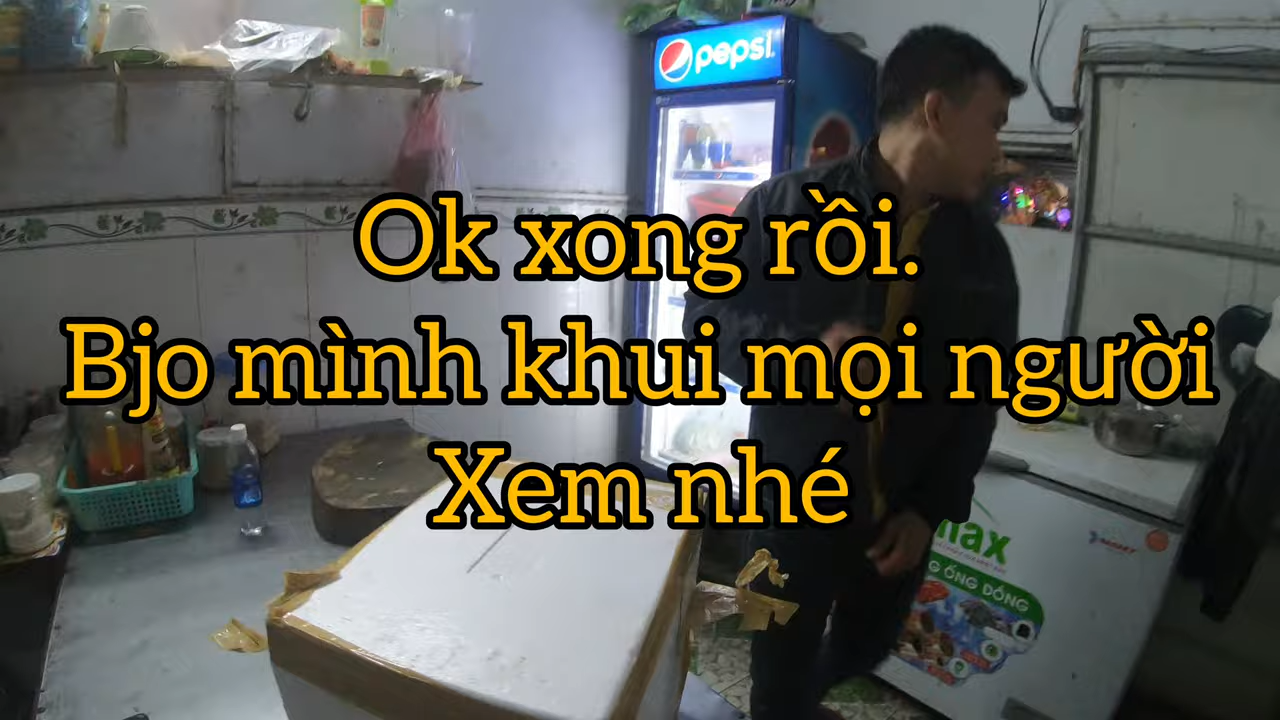 pepsi
Ok xong rồi.
Bjo mình khui mọi người
Xem nhé
max
G ỐNG ĐỒNG